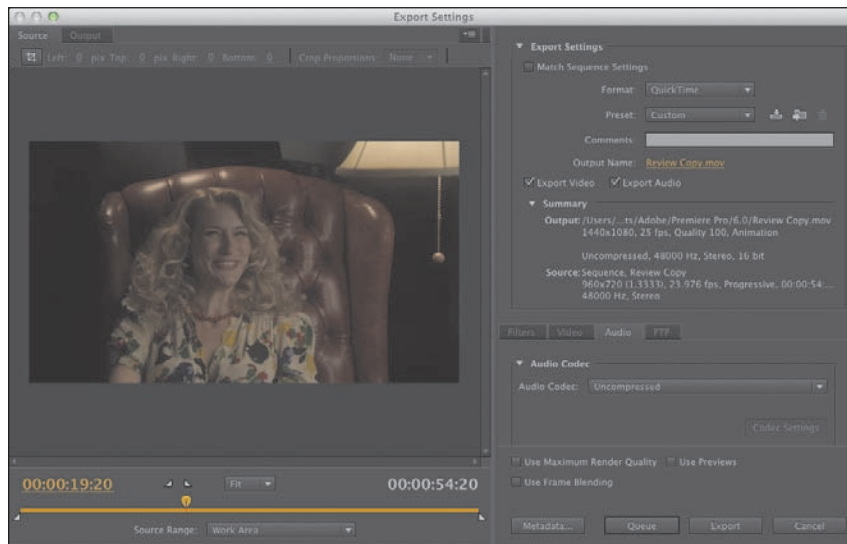 Export Settings
Source Output
Left: 0 pix Top: 0 pix Right: 0 Bottom: 0 Crop Proportions: None
00:00:19:20 Fit 00:00:54:20
Source Range: Work Area
Export Settings
Match Sequence Settings
Format: QuickTime
Preset: Custom
Comments:
Output Name: Review Copy.mov
Export Video Export Audio
Summary
Output: /Users/...ts/Adobe/Premiere Pro/6.0/Review Copy.mov
1440x1080, 25 fps, Quality 100, Animation
Uncompressed, 48000 Hz, Stereo, 16 bit
Source: Sequence, Review Copy
960x720 (1.3333), 23.976 fps, Progressive, 00:00:54:...
48000 Hz, Stereo
Filters Video Audio FTP
Audio Codec
Audio Codec: Uncompressed
Codec Settings
Use Maximum Render Quality Use Previews
Use Frame Blending
Metadata... Queue Export Cancel